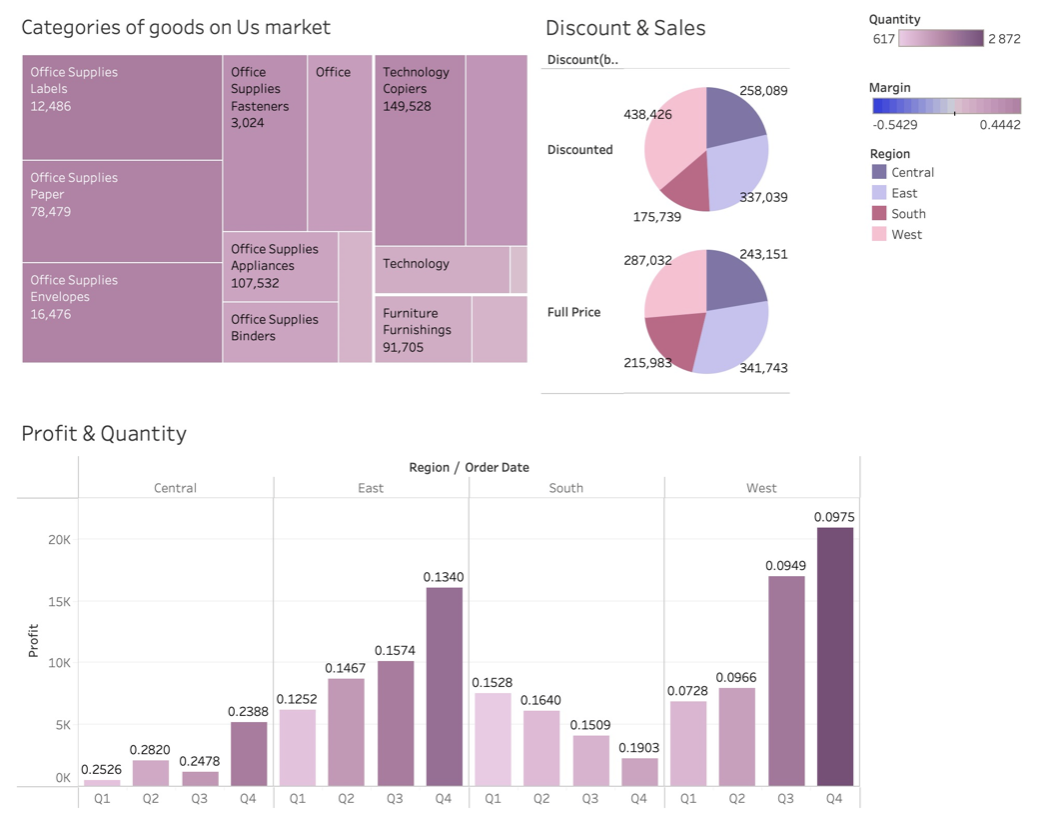 Categories of goods on Us market
Office Supplies
Labels
12,486
Office Supplies
Paper
78,479
Office Supplies
Envelopes
16,476
Office
Supplies
Fasteners
3,024
Office
Office Supplies
Appliances
107,532
Office Supplies
Binders
Technology
Copiers
149,528
Technology
Furniture
Furnishings
91,705
Discount & Sales
Discount(b..
Discounted
258,089
438,426
337,039
175,739
Full Price
243,151
287,032
215,983
341,743
Quantity
617 2 872
Margin
-0.5429 0.4442
Region
Central
East
South
West
Profit & Quantity
Region / Order Date
Central East South West
Profit
20K
15K
10K
5K
0K
0.2526 0.2820 0.2478 0.2388
0.1252 0.1467 0.1574 0.1340
0.1528 0.1640 0.1509 0.1903
0.0728 0.0966 0.0949 0.0975
Q1 Q2 Q3 Q4 Q1 Q2 Q3 Q4 Q1 Q2 Q3 Q4 Q1 Q2 Q3 Q4